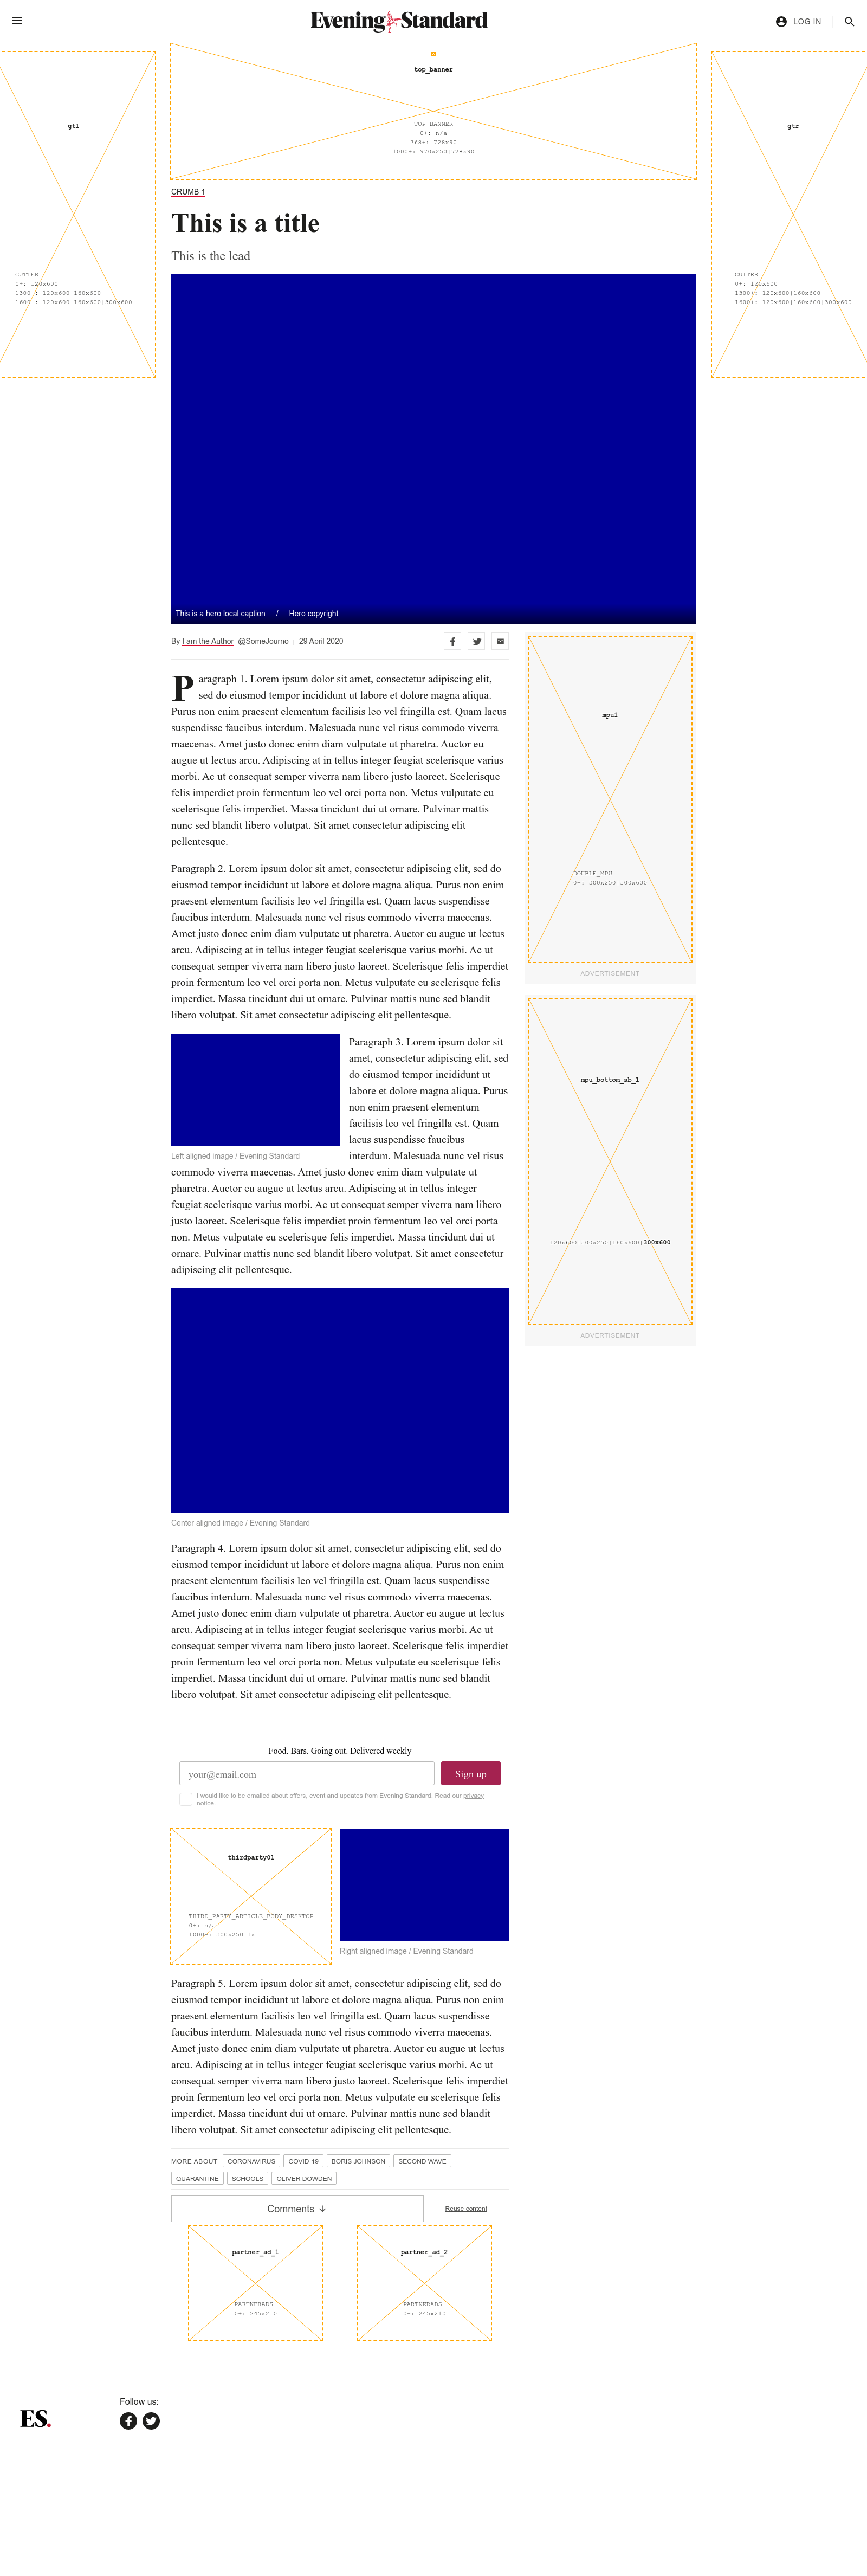 Evening Standard
LOG IN
gtl
GUTTER
0+: 120x600
1300+: 120x600|160x600
1600+: 120x600|160x600|300x600
top_banner
TOP_BANNER
0+: n/a
768+: 728x90
1000+: 970x250|728x90
gtr
GUTTER
0+: 120x600
1300+: 120x600|160x600
1600+: 120x600|160x600|300x600
CRUMB 1
This is a title
This is the lead
This is a hero local caption / Hero copyright
By I am the Author @SomeJourno | 29 April 2020
Paragraph 1. Lorem ipsum dolor sit amet, consectetur adipiscing elit,
sed do eiusmod tempor incididunt ut labore et dolore magna aliqua.
Purus non enim praesent elementum facilisis leo vel fringilla est. Quam lacus
suspendisse faucibus interdum. Malesuada nunc vel risus commodo viverra
maecenas. Amet justo donec enim diam vulputate ut pharetra. Auctor eu
augue ut lectus arcu. Adipiscing at in tellus integer feugiat scelerisque varius
morbi. Ac ut consequat semper viverra nam libero justo laoreet. Scelerisque
felis imperdiet proin fermentum leo vel orci porta non. Metus vulputate eu
scelerisque felis imperdiet. Massa tincidunt dui ut ornare. Pulvinar mattis
nunc sed blandit libero volutpat. Sit amet consectetur adipiscing elit
pellentesque.
Paragraph 2. Lorem ipsum dolor sit amet, consectetur adipiscing elit, sed do
eiusmod tempor incididunt ut labore et dolore magna aliqua. Purus non enim
praesent elementum facilisis leo vel fringilla est. Quam lacus suspendisse
faucibus interdum. Malesuada nunc vel risus commodo viverra maecenas.
Amet justo donec enim diam vulputate ut pharetra. Auctor eu augue ut lectus
arcu. Adipiscing at in tellus integer feugiat scelerisque varius morbi. Ac ut
consequat semper viverra nam libero justo laoreet. Scelerisque felis imperdiet
proin fermentum leo vel orci porta non. Metus vulputate eu scelerisque felis
imperdiet. Massa tincidunt dui ut ornare. Pulvinar mattis nunc sed blandit
libero volutpat. Sit amet consectetur adipiscing elit pellentesque.
Left aligned image / Evening Standard
Paragraph 3. Lorem ipsum dolor sit
amet, consectetur adipiscing elit, sed
do eiusmod tempor incididunt ut
labore et dolore magna aliqua. Purus
non enim praesent elementum
facilisis leo vel fringilla est. Quam
lacus suspendisse faucibus
interdum. Malesuada nunc vel risus
commodo viverra maecenas. Amet justo donec enim diam vulputate ut
pharetra. Auctor eu augue ut lectus arcu. Adipiscing at in tellus integer
feugiat scelerisque varius morbi. Ac ut consequat semper viverra nam libero
justo laoreet. Scelerisque felis imperdiet proin fermentum leo vel orci porta
non. Metus vulputate eu scelerisque felis imperdiet. Massa tincidunt dui ut
ornare. Pulvinar mattis nunc sed blandit libero volutpat. Sit amet consectetur
adipiscing elit pellentesque.
Center aligned image / Evening Standard
Paragraph 4. Lorem ipsum dolor sit amet, consectetur adipiscing elit, sed do
eiusmod tempor incididunt ut labore et dolore magna aliqua. Purus non enim
praesent elementum facilisis leo vel fringilla est. Quam lacus suspendisse
faucibus interdum. Malesuada nunc vel risus commodo viverra maecenas.
Amet justo donec enim diam vulputate ut pharetra. Auctor eu augue ut lectus
arcu. Adipiscing at in tellus integer feugiat scelerisque varius morbi. Ac ut
consequat semper viverra nam libero justo laoreet. Scelerisque felis imperdiet
proin fermentum leo vel orci porta non. Metus vulputate eu scelerisque felis
imperdiet. Massa tincidunt dui ut ornare. Pulvinar mattis nunc sed blandit
libero volutpat. Sit amet consectetur adipiscing elit pellentesque.
Food. Bars. Going out. Delivered weekly
your@email.com
Sign up
I would like to be emailed about offers, event and updates from Evening Standard. Read our privacy
notice.
thirdparty01
THIRD_PARTY_ARTICLE_BODY_DESKTOP
0+: n/a
1000+: 300x250|1x1
Right aligned image / Evening Standard
Paragraph 5. Lorem ipsum dolor sit amet, consectetur adipiscing elit, sed do
eiusmod tempor incididunt ut labore et dolore magna aliqua. Purus non enim
praesent elementum facilisis leo vel fringilla est. Quam lacus suspendisse
faucibus interdum. Malesuada nunc vel risus commodo viverra maecenas.
Amet justo donec enim diam vulputate ut pharetra. Auctor eu augue ut lectus
arcu. Adipiscing at in tellus integer feugiat scelerisque varius morbi. Ac ut
consequat semper viverra nam libero justo laoreet. Scelerisque felis imperdiet
proin fermentum leo vel orci porta non. Metus vulputate eu scelerisque felis
imperdiet. Massa tincidunt dui ut ornare. Pulvinar mattis nunc sed blandit
libero volutpat. Sit amet consectetur adipiscing elit pellentesque.
MORE ABOUT CORONAVIRUS COVID-19 BORIS JOHNSON SECOND WAVE
QUARANTINE SCHOOLS OLIVER DOWDEN
Comments
Reuse content
partner_ad_1
PARTNERADS
0+: 245x210
partner_ad_2
PARTNERADS
0+: 245x210
mpu1
DOUBLE_MPU
0+: 300x250|300x600
ADVERTISEMENT
mpu_bottom_sb_1
120x600|300x250|160x600|300x600
ADVERTISEMENT
ES.
Follow us: